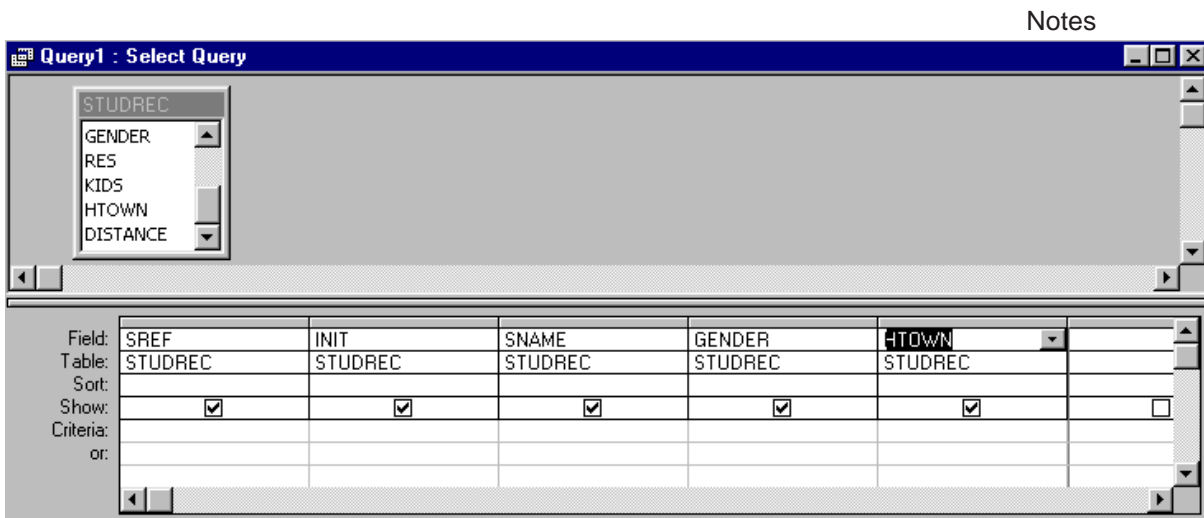 Notes
Query1 : Select Query
STUDREC
GENDER
RES
KIDS
HTOWN
DISTANCE
Field: SREF INIT SNAME GENDER HTOWN
Table: STUDREC STUDREC STUDREC STUDREC STUDREC
Sort:
Show:
Criteria:
or: